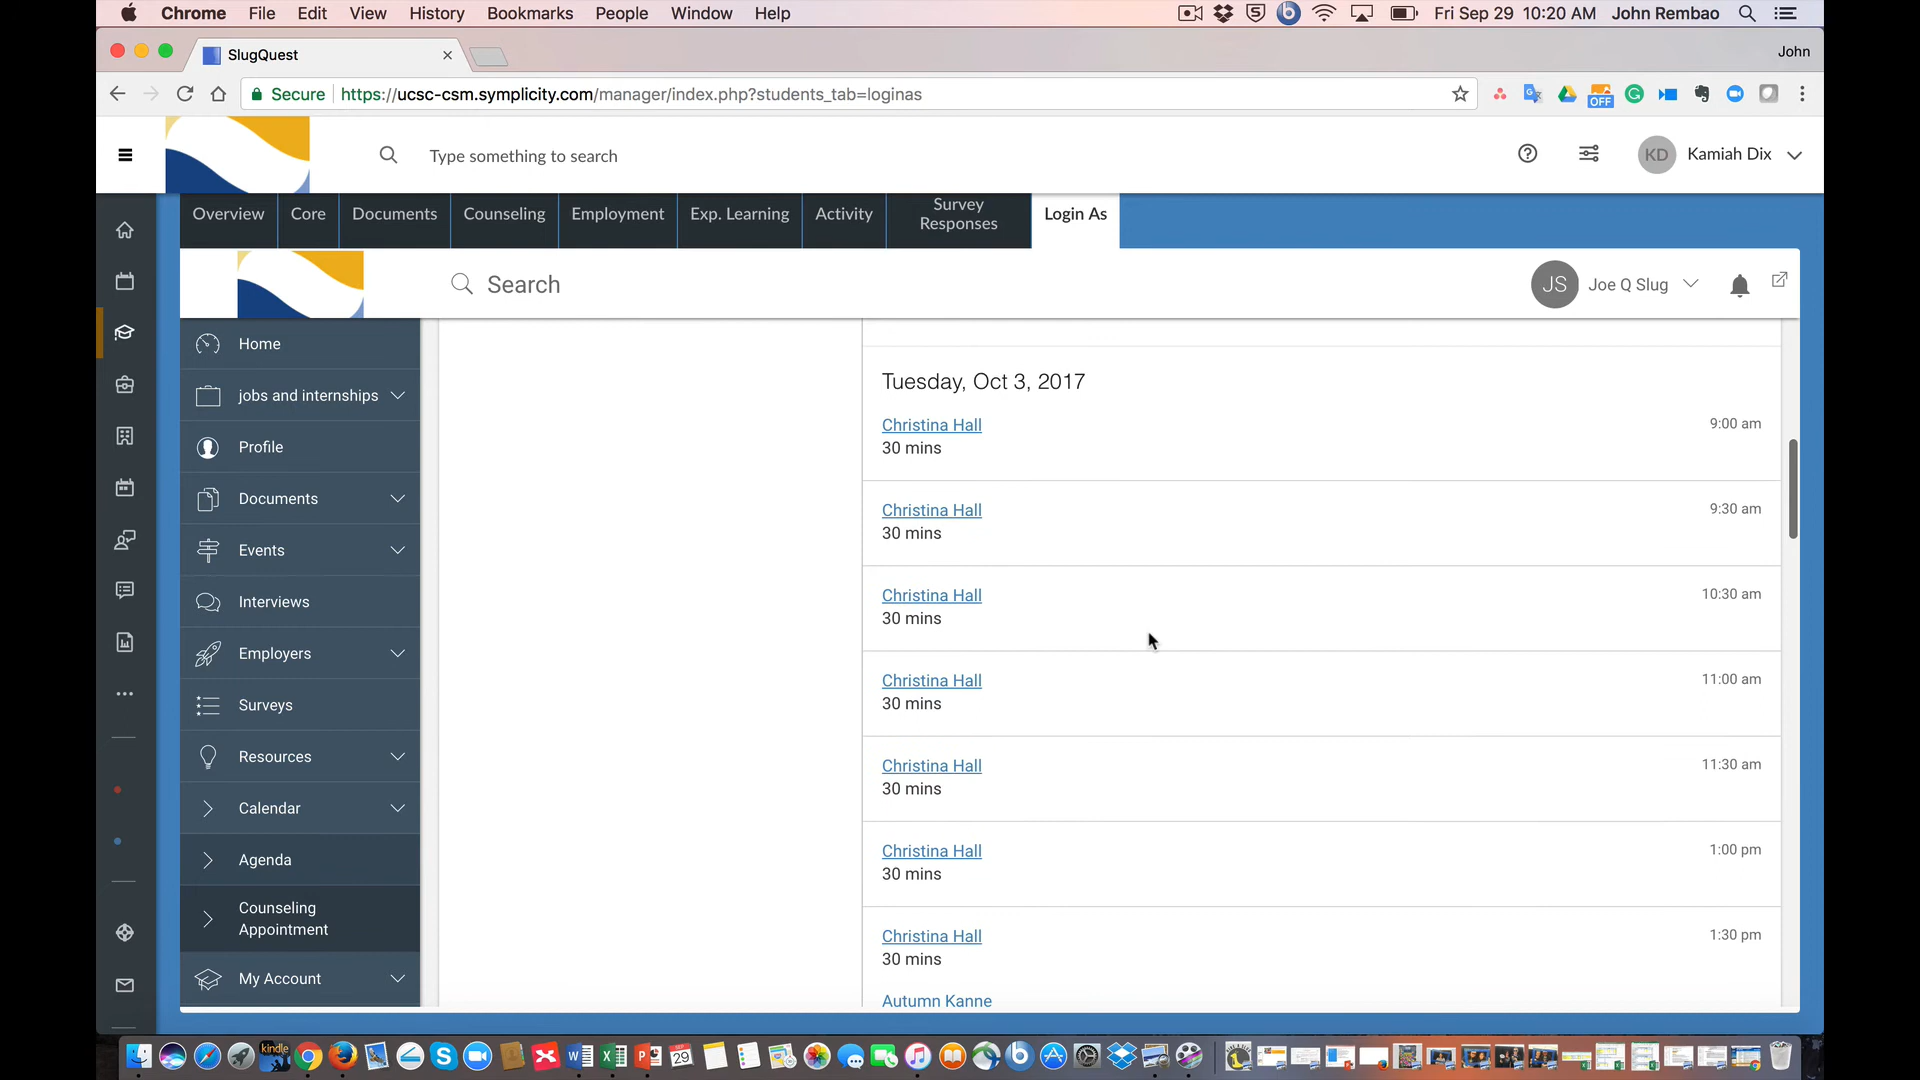 Chrome File Edit View History Bookmarks People Window Help Fri Sep 29 10:20 AM John Rembao
SlugQuest John
Secure https://ucsc-csm.symplicity.com/manager/index.php?students_tab=loginas OFF
Type something to search KD Kamiah Dix
Overview Core Documents Counseling Employment Exp. Learning Activity Survey Responses Login As
Search JS Joe Q Slug
Home
jobs and internships
Profile
Documents
Events
Interviews
Employers
Surveys
Resources
Calendar
Agenda
Counseling
Appointment
My Account
Tuesday, Oct 3, 2017
Christina Hall 9:00 am
30 mins
Christina Hall 9:30 am
30 mins
Christina Hall 10:30 am
30 mins
Christina Hall 11:00 am
30 mins
Christina Hall 11:30 am
30 mins
Christina Hall 1:00 pm
30 mins
Christina Hall 1:30 pm
30 mins
Autumn Kanne
kindle 29